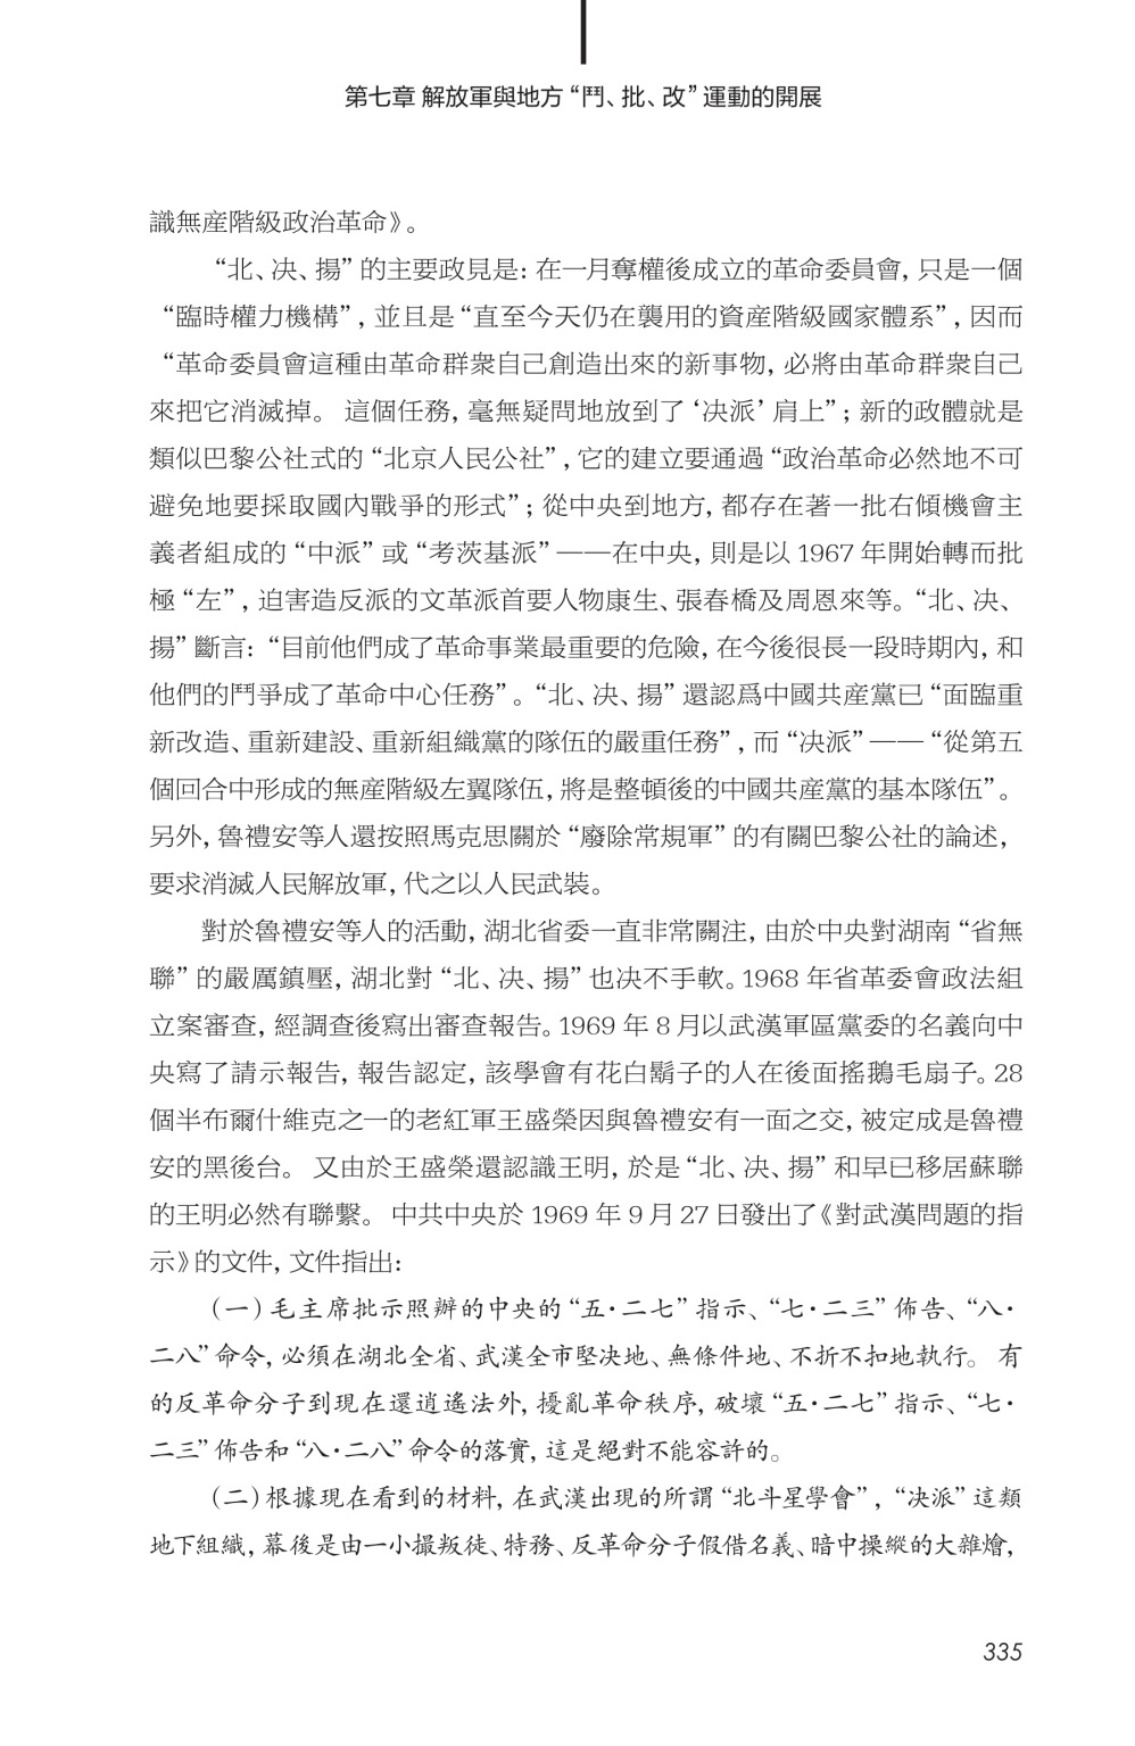 第七章 解放軍與地方“鬥、批、改”運動的開展
識無産階級政治革命》。
“北、決、揚”的主要政見是：在一月奪權後成立的革命委員會，只是一個
“臨時權力機構”，並且是“直至今天仍在襲用的資産階級國家體系”，因而
“革命委員會這種由革命群衆自己創造出來的新事物，必將由革命群衆自己
來把它消滅掉。 這個任務，毫無疑問地放到了‘決派’肩上”；新的政體就是
類似巴黎公社式的“北京人民公社”，它的建立要通過“政治革命必然地不可
避免地要採取國內戰爭的形式”；從中央到地方，都存在著一批右傾機會主
義者組成的“中派”或“考茨基派”——在中央，則是以 1967 年開始轉而批
極“左”，迫害造反派的文革派首要人物康生、張春橋及周恩來等。“北、決、
揚”斷言：“目前他們成了革命事業最重要的危險，在今後很長一段時期內，和
他們的鬥爭成了革命中心任務”。“北、決、揚”還認爲中國共産黨已“面臨重
新改造、重新建設、重新組織黨的隊伍的嚴重任務”，而“決派”——“從第五
個回合中形成的無産階級左翼隊伍，將是整頓後的中國共産黨的基本隊伍”。
另外，魯禮安等人還按照馬克思關於“廢除常規軍”的有關巴黎公社的論述，
要求消滅人民解放軍，代之以人民武裝。
對於魯禮安等人的活動，湖北省委一直非常關注，由於中央對湖南“省無
聯”的嚴厲鎮壓，湖北對“北、決、揚”也決不手軟。1968 年省革委會政法組
立案審查，經調查後寫出審查報告。1969 年 8 月以武漢軍區黨委的名義向中
央寫了請示報告，報告認定，該學會有花白鬍子的人在後面搖鵝毛扇子。28
個半布爾什維克之一的老紅軍王盛榮因與魯禮安有一面之交，被定成是魯禮
安的黑後台。 又由於王盛榮還認識王明，於是“北、決、揚”和早已移居蘇聯
的王明必然有聯繫。 中共中央於 1969 年 9 月 27 日發出了《對武漢問題的指
示》的文件，文件指出：
（一）毛主席批示照辦的中央的“五·二七”指示、“七·二三”佈告、“八·
二八”命令，必須在湖北全省、武漢全市堅決地、無條件地、不折不扣地執行。 有
的反革命分子到現在還逍遙法外，擾亂革命秩序，破壞“五·二七”指示、“七·
二三”佈告和“八·二八”命令的落實，這是絕對不能容許的。
（二）根據現在看到的材料，在武漢出現的所謂“北斗星學會”，“決派”這類
地下組織，幕後是由一小撮叛徒、特務、反革命分子假借名義、暗中操縱的大雜燴，
335